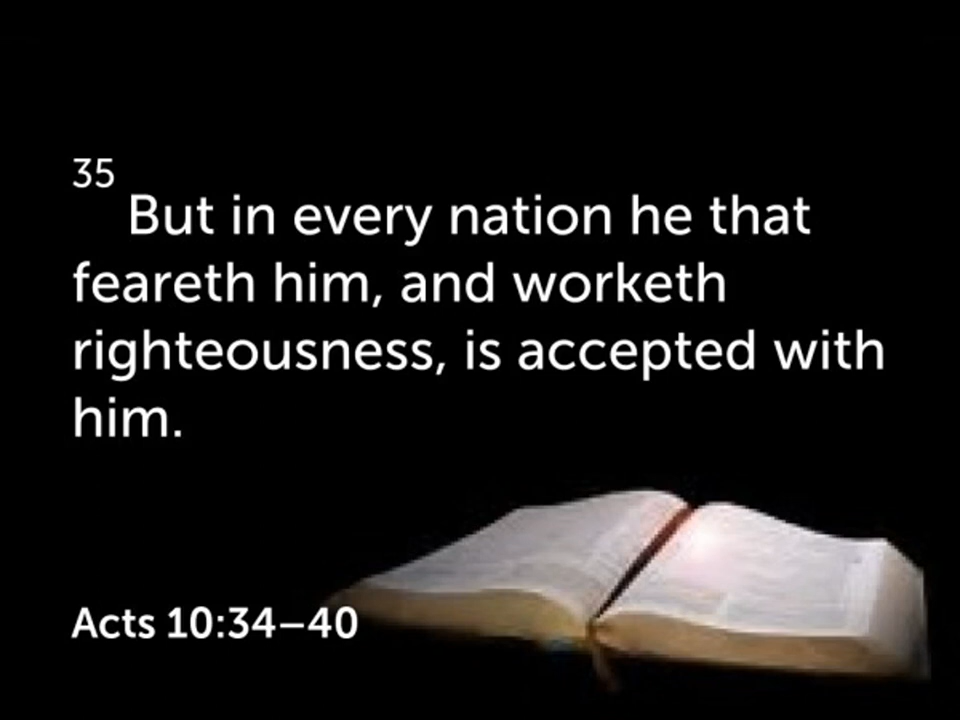 35
But in every nation he that
feareth him, and worketh
righteousness, is accepted with
him.
Acts 10:34–40